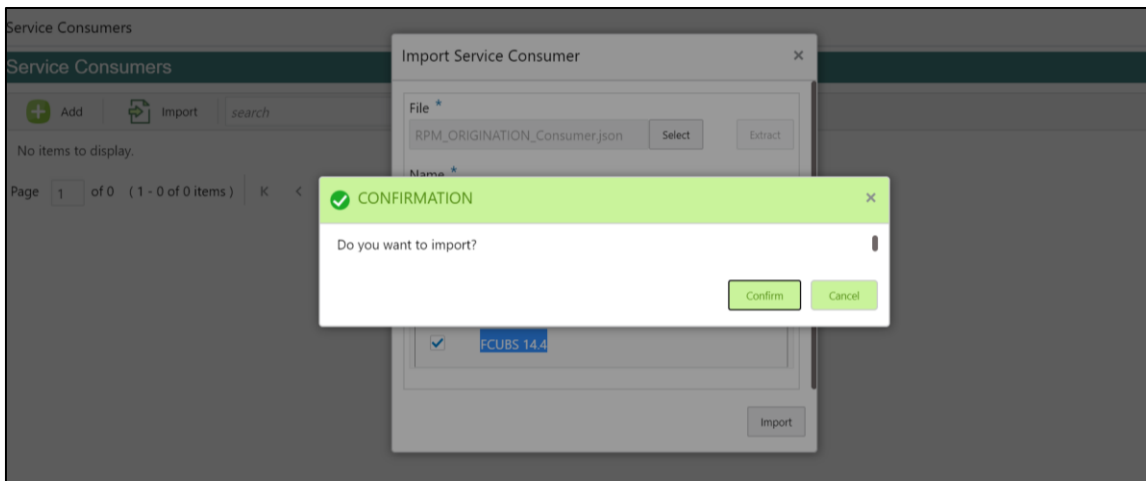 Service Consumers
Service Consumers
Add Import search
No items to display.
Page 1 of 0 ( 1 - 0 of 0 items )
Import Service Consumer
File *
RPM_ORIGINATION_Consumer.json Select Extract
Name *
CONFIRMATION
Do you want to import?
Confirm Cancel
FCUBS 14.4
Import